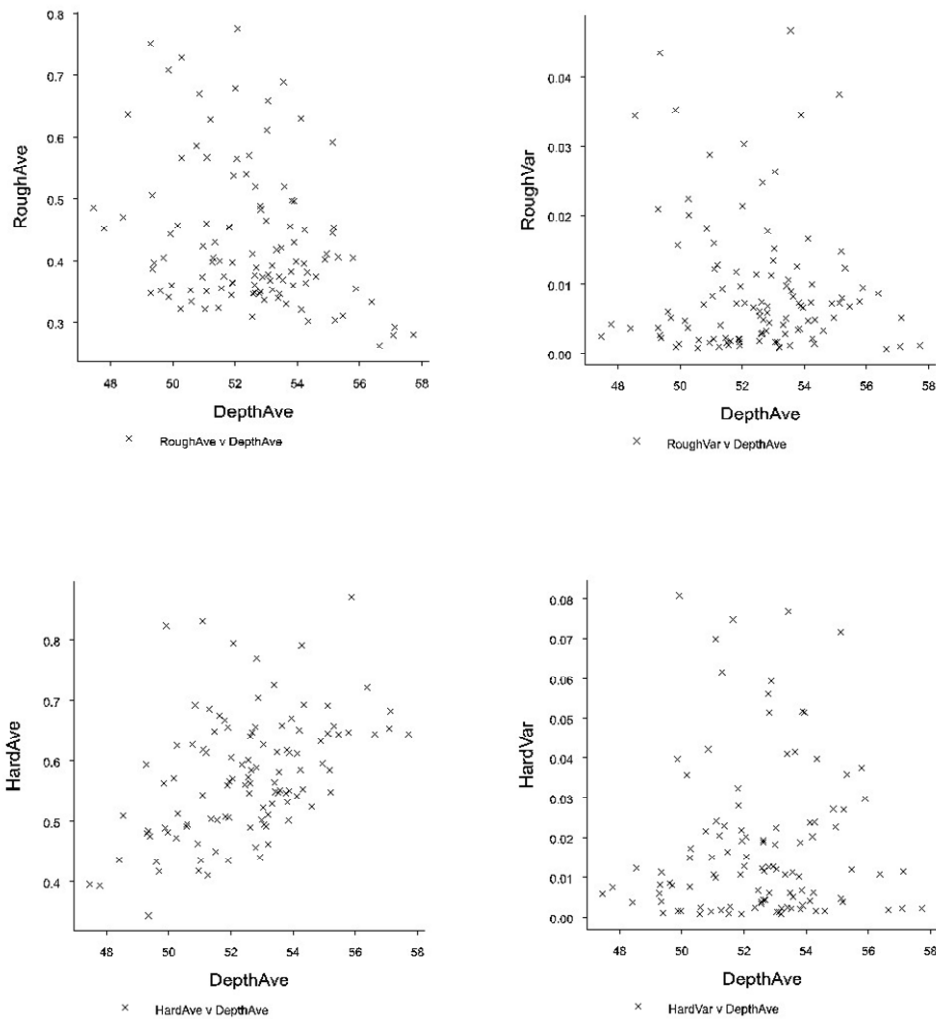 0.8
0.7
0.6
0.5
0.4
0.3
RoughAve
48 50 52 54 56 58
DepthAve
× RoughAve v DepthAve
0.04
0.03
0.02
0.01
0.00
RoughVar
48 50 52 54 56 58
DepthAve
× RoughVar v DepthAve
0.8
0.7
0.6
0.5
0.4
HardAve
48 50 52 54 56 58
DepthAve
× HardAve v DepthAve
0.08
0.07
0.06
0.05
0.04
0.03
0.02
0.01
0.00
HardVar
48 50 52 54 56 58
DepthAve
× HardVar v DepthAve